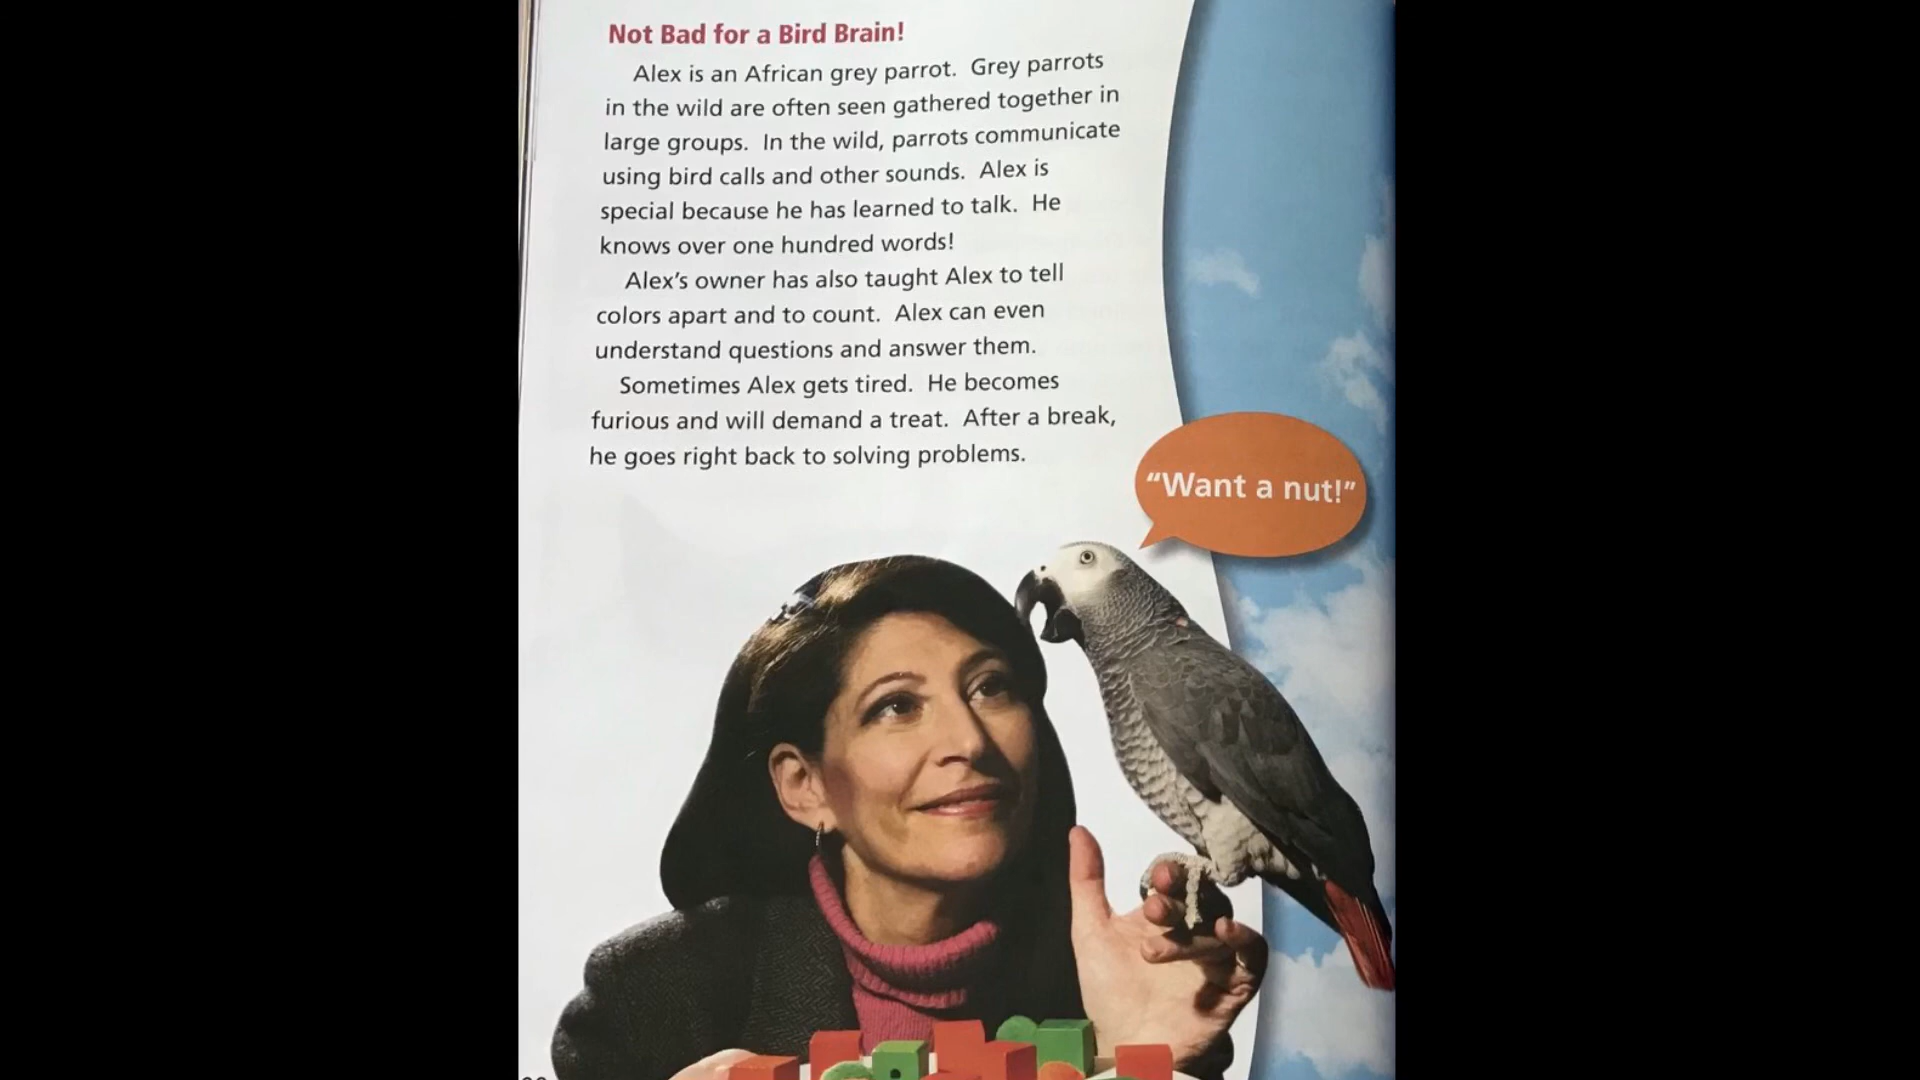 Not Bad for a Bird Brain!
Alex is an African grey parrot. Grey parrots
in the wild are often seen gathered together in
large groups. In the wild, parrots communicate
using bird calls and other sounds. Alex is
special because he has learned to talk. He
knows over one hundred words!
Alex's owner has also taught Alex to tell
colors apart and to count. Alex can even
understand questions and answer them.
Sometimes Alex gets tired. He becomes
furious and will demand a treat. After a break,
he goes right back to solving problems.
“Want a nut!”